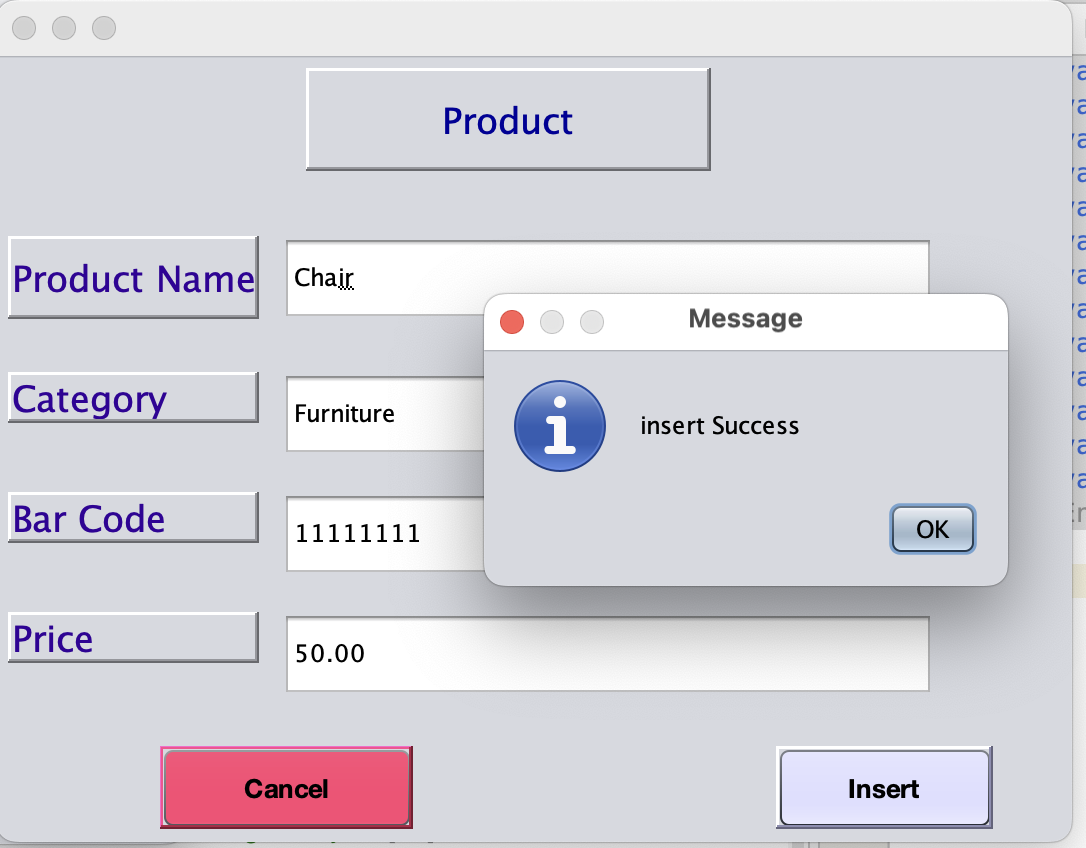 Product
Product Name
Chair
Message
Category
Furniture
insert Success
Bar Code
11111111
OK
Price
50.00
Cancel
Insert